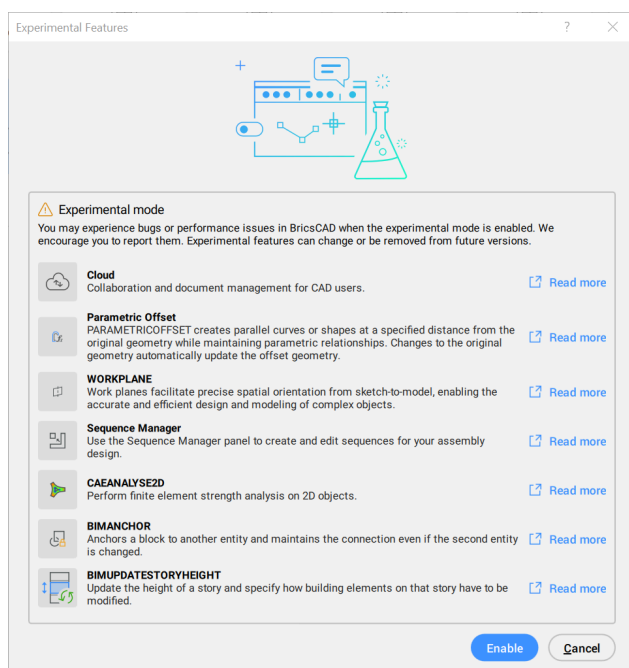 Experimental Features
Experimental mode
You may experience bugs or performance issues in BricsCAD when the experimental mode is enabled. We
encourage you to report them. Experimental features can change or be removed from future versions.
Cloud
Collaboration and document management for CAD users.
Read more
Parametric Offset
PARAMETRICOFFSET creates parallel curves or shapes at a specified distance from the
original geometry while maintaining parametric relationships. Changes to the original
geometry automatically update the offset geometry.
Read more
WORKPLANE
Work planes facilitate precise spatial orientation from sketch-to-model, enabling the
accurate and efficient design and modeling of complex objects.
Read more
Sequence Manager
Use the Sequence Manager panel to create and edit sequences for your assembly
design.
Read more
CAEANALYSE2D
Perform finite element strength analysis on 2D objects.
Read more
BIMANCHOR
Anchors a block to another entity and maintains the connection even if the second entity
is changed.
Read more
BIMUPDATESTORYHEIGHT
Update the height of a story and specify how building elements on that story have to be
modified.
Read more
Enable
Cancel